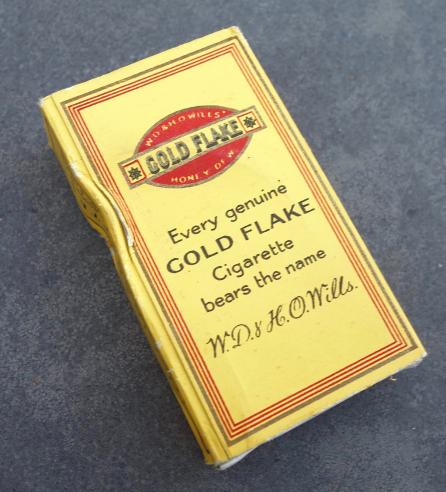 W.D.& H.O.WILLS'
GOLD FLAKE
HONEY DEW
Every genuine
GOLD FLAKE
Cigarette
bears the name
W.D.& H.O.Wills.